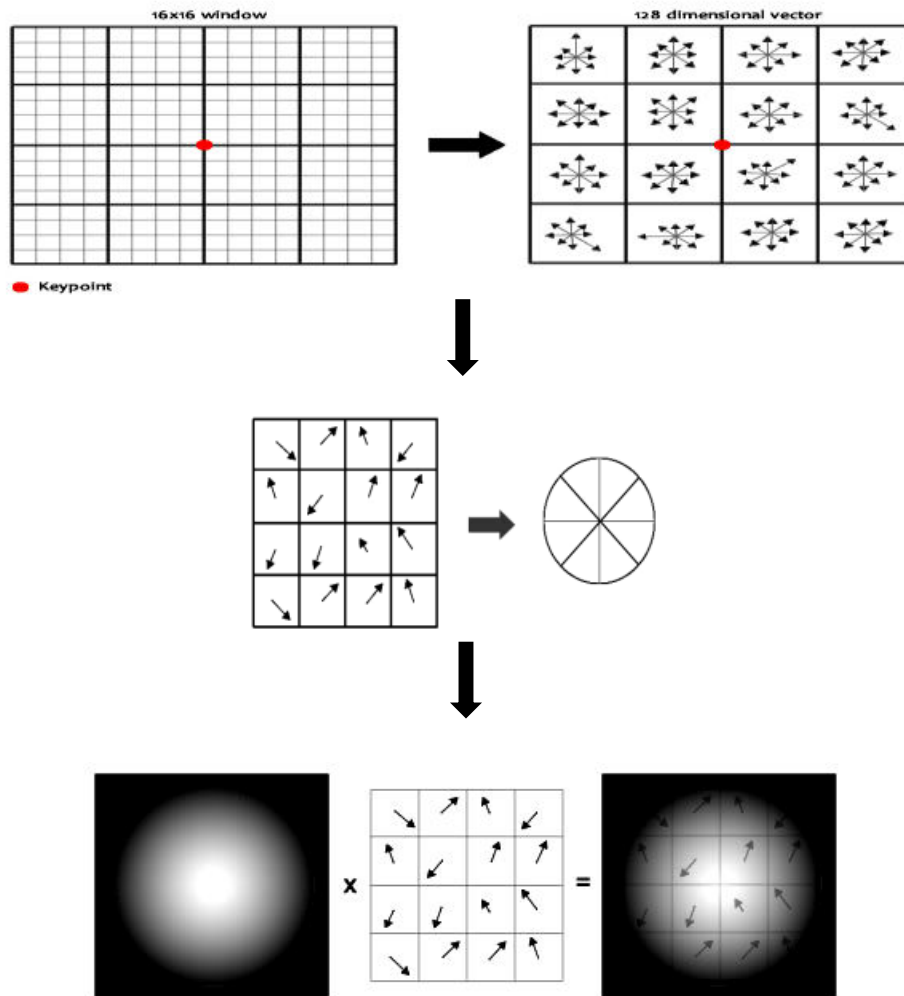 16x16 window
128 dimensional vector
Keypoint
x
=